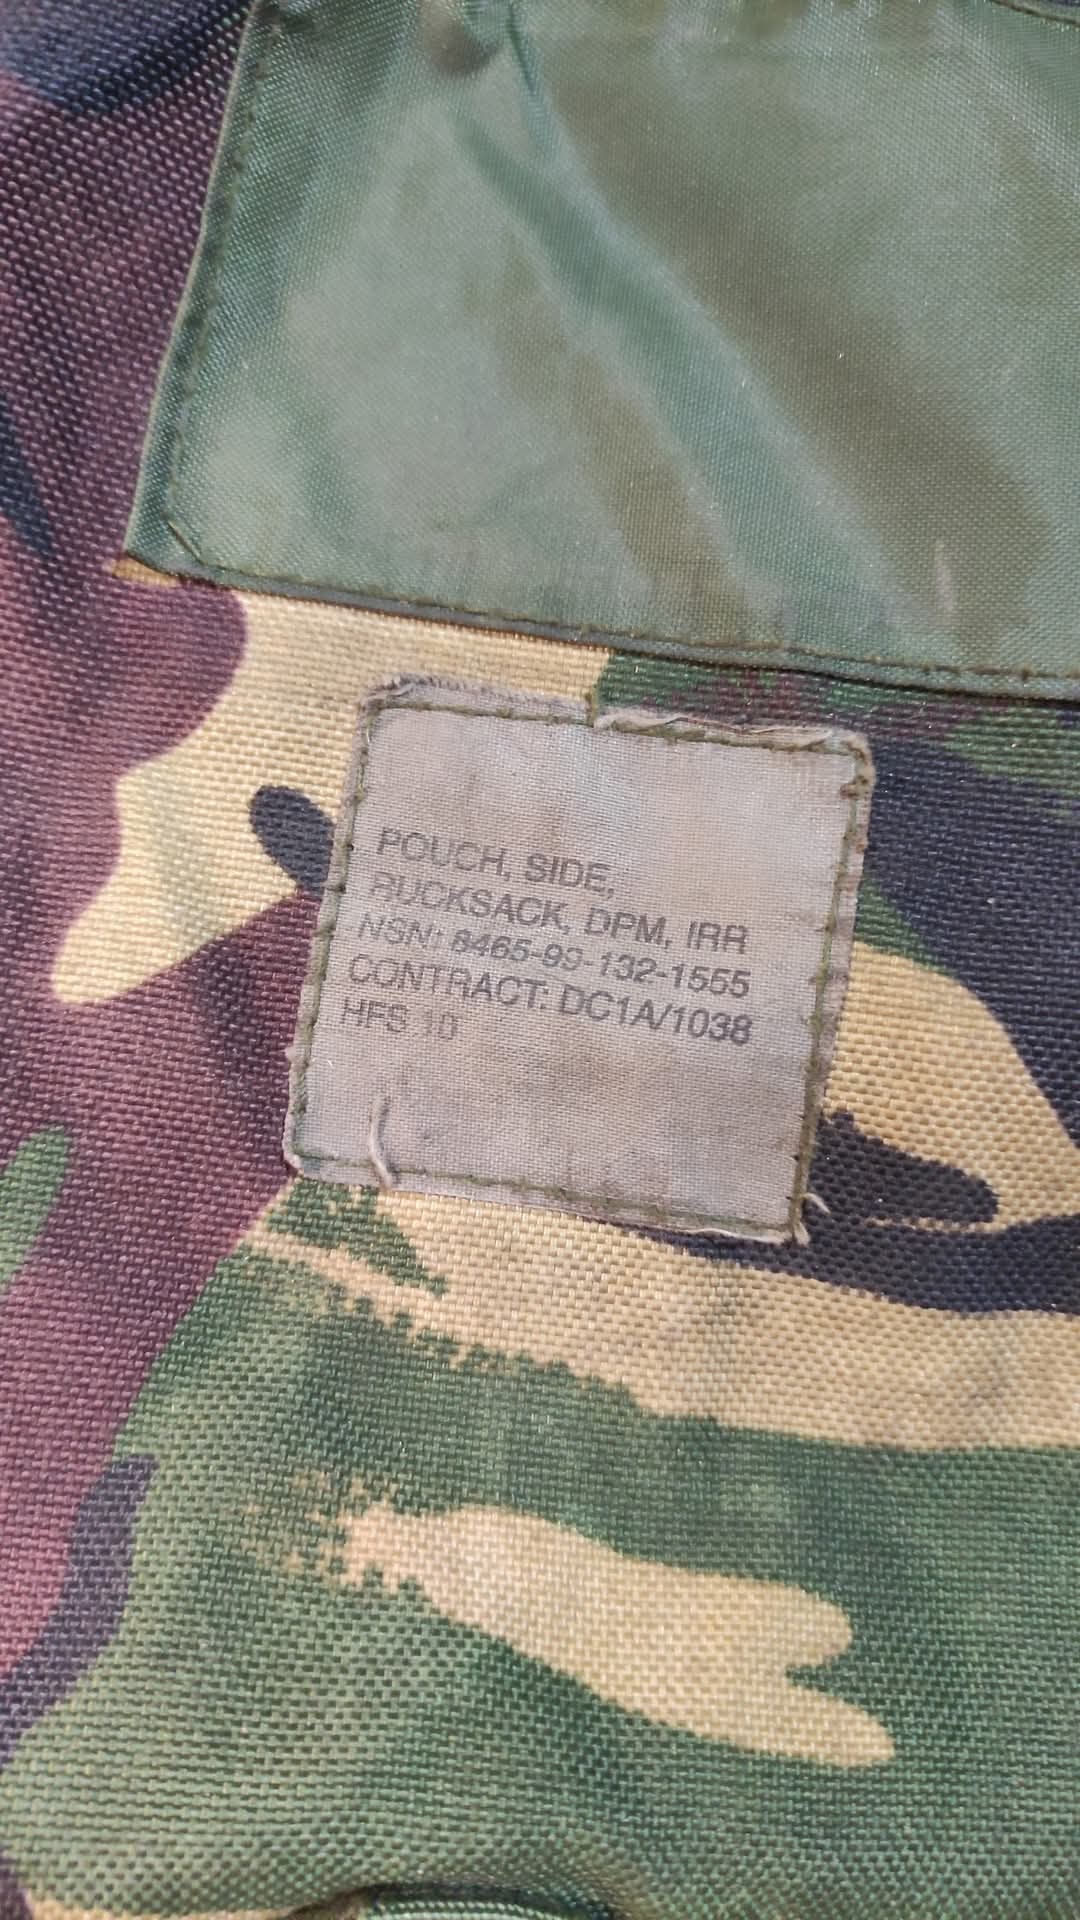 POUCH, SIDE,
RUCKSACK, DPM, IRR
NSN: 8465-99-132-1555
CONTRACT: DC1A/1038
HFS 10